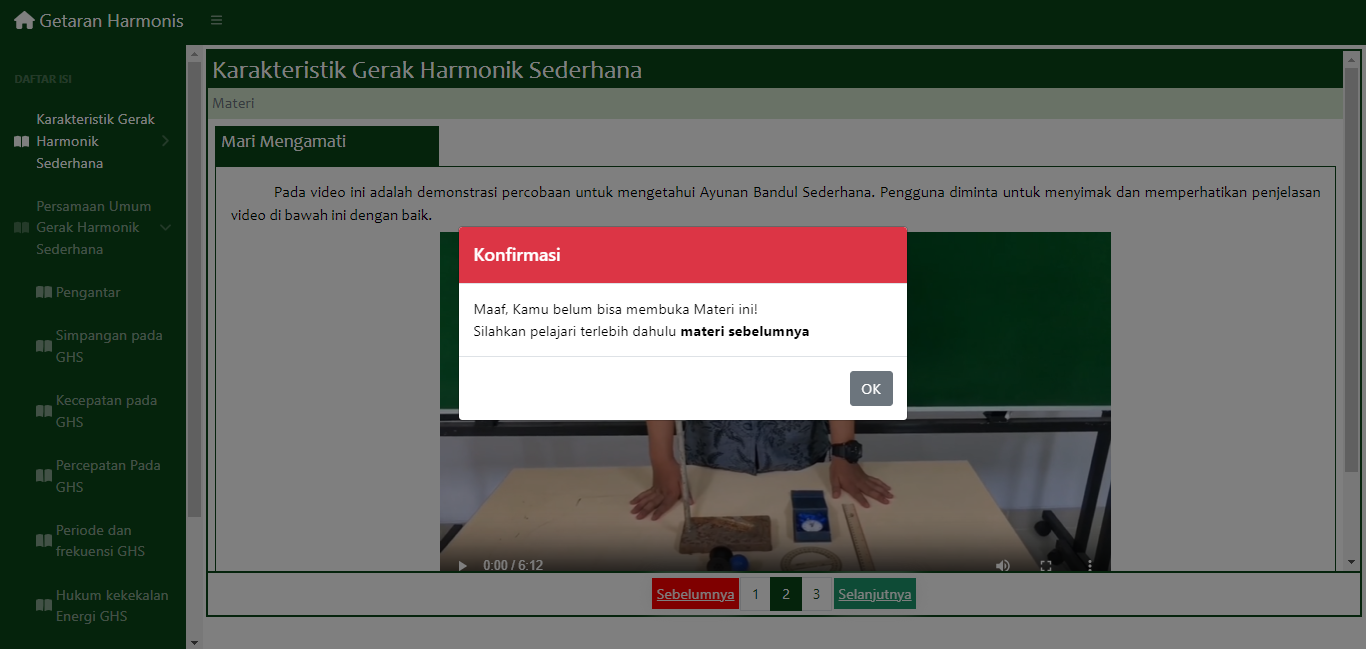 Getaran Harmonis
DAFTAR ISI
Karakteristik Gerak
Harmonik
Sederhana
Persamaan Umum
Gerak Harmonik
Sederhana
Pengantar
Simpangan pada
GHS
Kecepatan pada
GHS
Percepatan Pada
GHS
Periode dan
frekuensi GHS
Hukum kekekalan
Energi GHS
Karakteristik Gerak Harmonik Sederhana
Materi
Mari Mengamati
Pada video ini adalah demonstrasi percobaan untuk mengetahui Ayunan Bandul Sederhana. Pengguna diminta untuk menyimak dan memperhatikan penjelasan
video di bawah ini dengan baik.
Konfirmasi
Maaf, Kamu belum bisa membuka Materi ini!
Silahkan pelajari terlebih dahulu materi sebelumnya
OK
0:00 / 6:12
Sebelumnya 1 2 3 Selanjutnya